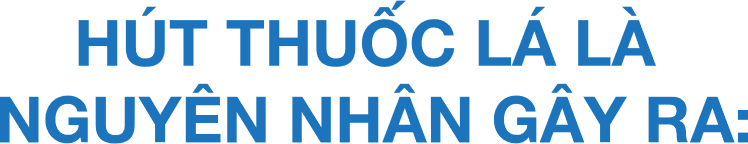 HÚT THUỐC LÁ LÀ
NGUYÊN NHÂN GÂY RA: